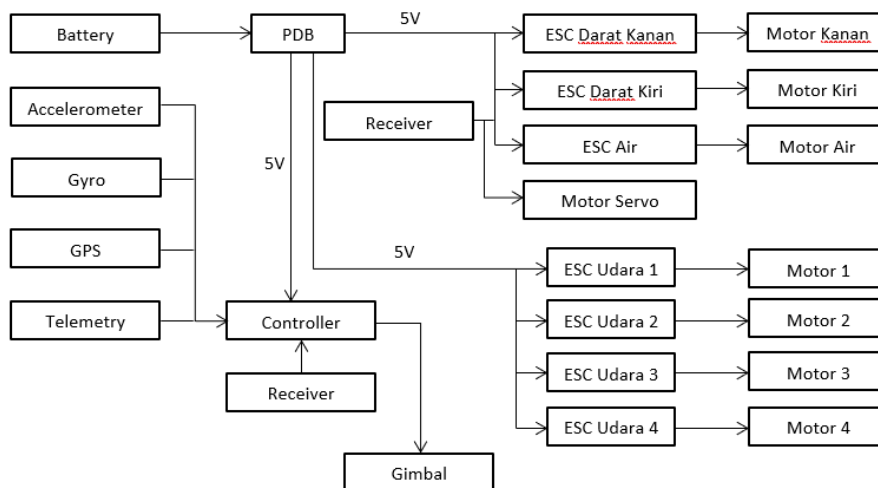 Battery
PDB
5V
ESC Darat Kanan
Motor Kanan
Accelerometer
ESC Darat Kiri
Motor Kiri
Receiver
ESC Air
Motor Air
5V
Gyro
Motor Servo
GPS
5V
ESC Udara 1
Motor 1
Telemetry
Controller
ESC Udara 2
Motor 2
ESC Udara 3
Motor 3
Receiver
ESC Udara 4
Motor 4
Gimbal